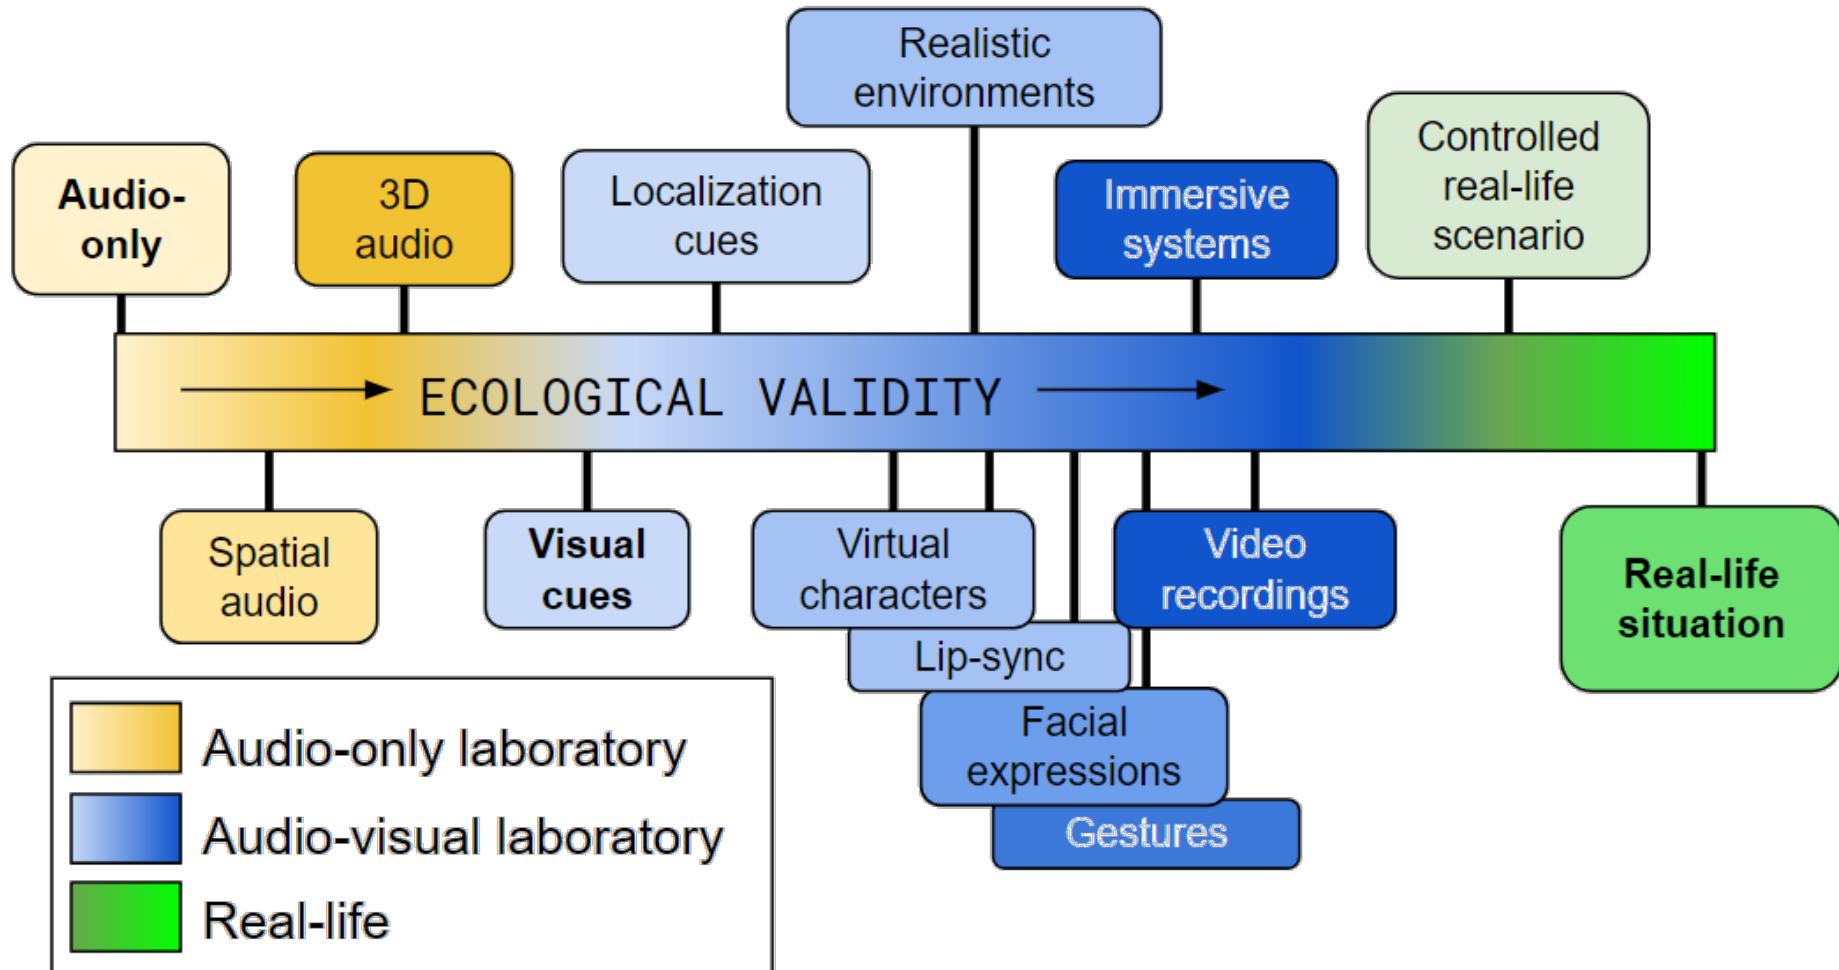 Realistic
environments
Audio-
only
3D
audio
Localization
cues
Immersive
systems
Controlled
real-life
scenario
ECOLOGICAL VALIDITY
Spatial
audio
Visual
cues
Virtual
characters
Lip-sync
Facial
expressions
Gestures
Video
recordings
Real-life
situation
Audio-only laboratory
Audio-visual laboratory
Real-life